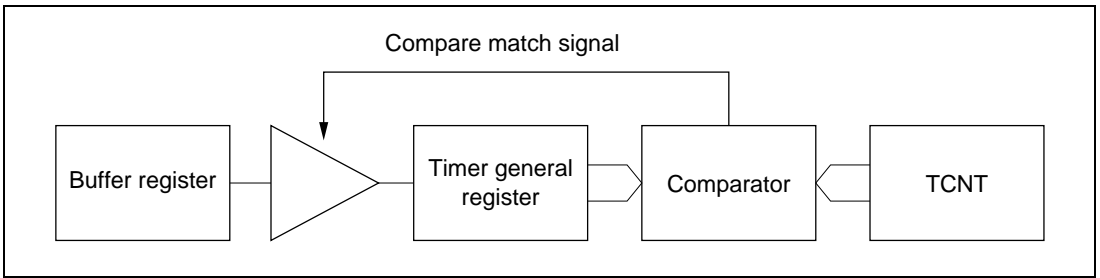 Compare match signal
Buffer register
Timer general
register
Comparator
TCNT